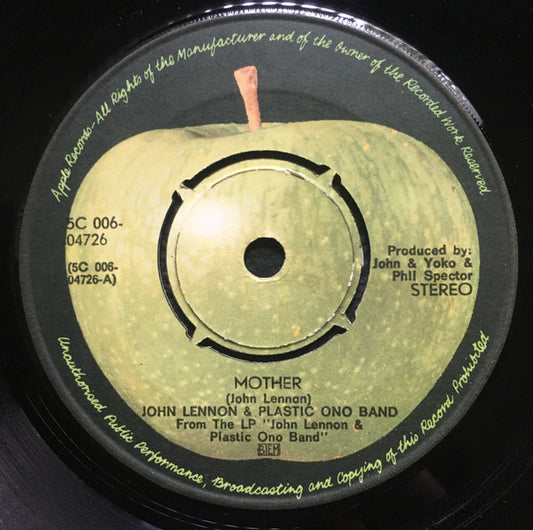 Apple Records-All Rights of the Manufacturer and of the Owner of the Recorded Work Reserved
5C 006-
04726
(5C 006-
04726-A)
Produced by:
John & Yoko &
Phil Spector
STEREO
MOTHER
(John Lennon)
JOHN LENNON & PLASTIC ONO BAND
From The LP "John Lennon &
Plastic Ono Band"
BIEM
Unauthorised Public Performance, Broadcasting and Copying of this Record Prohibited